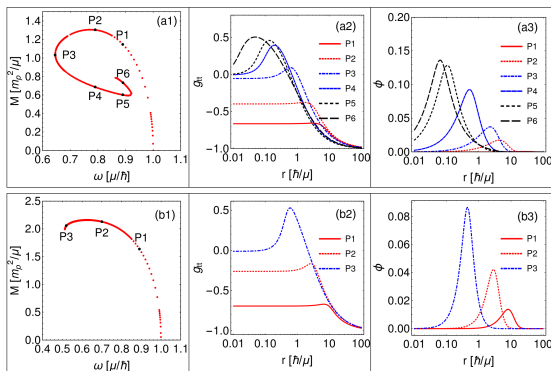 (a1)
P2
P1
P3
P6
P4
P5
M [mₚ²/μ]
1.4
1.2
1.0
0.8
0.6
0.4
0.2
0.0
0.6 0.7 0.8 0.9 1.0 1.1
ω [μ/ħ]
(a2)
P1
P2
P3
P4
P5
P6
gₜₜ
0.5
0.0
-0.5
-1.0
0.01 0.10 1 10 100
r [ħ/μ]
(a3)
P1
P2
P3
P4
P5
P6
ϕ
0.20
0.15
0.10
0.05
0.00
0.01 0.10 1 10 100
r [ħ/μ]
(b1)
P3
P2
P1
M [mₚ²/μ]
2.5
2.0
1.5
1.0
0.5
0.0
0.4 0.5 0.6 0.7 0.8 0.9 1.0 1.1
ω [μ/ħ]
(b2)
P1
P2
P3
gₜₜ
0.5
0.0
-0.5
-1.0
0.01 0.10 1 10 100
r [ħ/μ]
(b3)
P1
P2
P3
ϕ
0.08
0.06
0.04
0.02
0.00
0.01 0.10 1 10 100
r [ħ/μ]